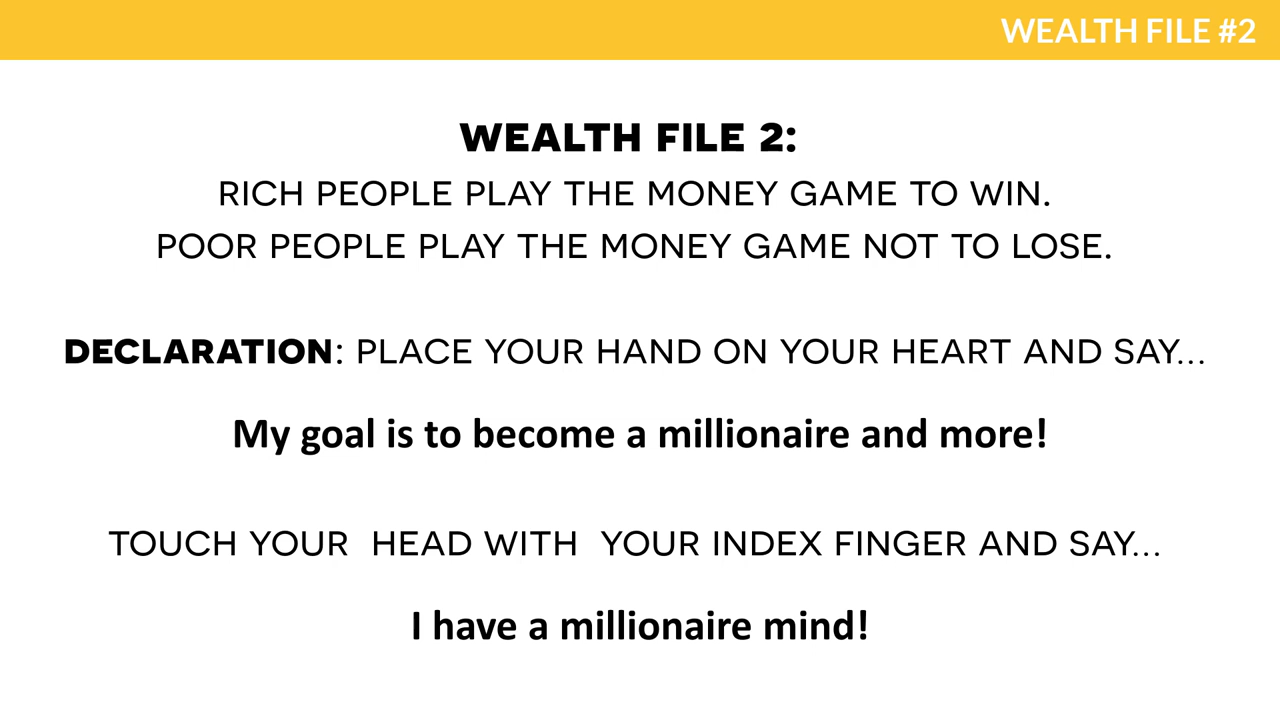 WEALTH FILE #2
WEALTH FILE 2:
RICH PEOPLE PLAY THE MONEY GAME TO WIN.
POOR PEOPLE PLAY THE MONEY GAME NOT TO LOSE.
DECLARATION: PLACE YOUR HAND ON YOUR HEART AND SAY...
My goal is to become a millionaire and more!
TOUCH YOUR  HEAD WITH  YOUR INDEX FINGER AND SAY...
I have a millionaire mind!